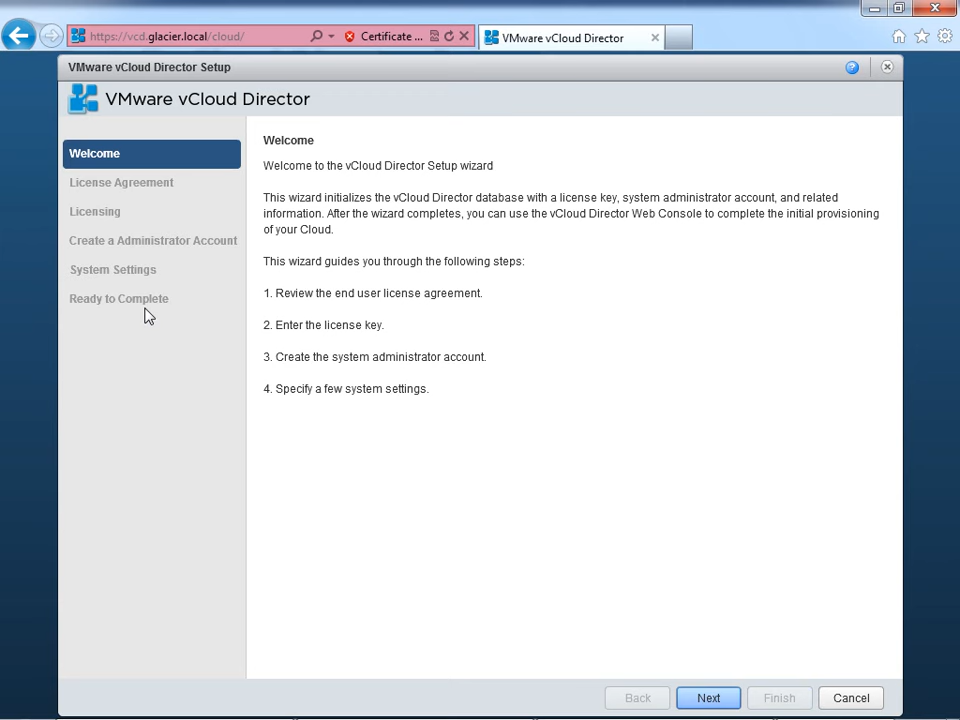 https://vcd.glacier.local/cloud/
Certificate ...
VMware vCloud Director
VMware vCloud Director Setup
VMware vCloud Director
Welcome
License Agreement
Licensing
Create a Administrator Account
System Settings
Ready to Complete
Welcome
Welcome to the vCloud Director Setup wizard
This wizard initializes the vCloud Director database with a license key, system administrator account, and related
information. After the wizard completes, you can use the vCloud Director Web Console to complete the initial provisioning
of your Cloud.
This wizard guides you through the following steps:
1. Review the end user license agreement.
2. Enter the license key.
3. Create the system administrator account.
4. Specify a few system settings.
Back
Next
Finish
Cancel